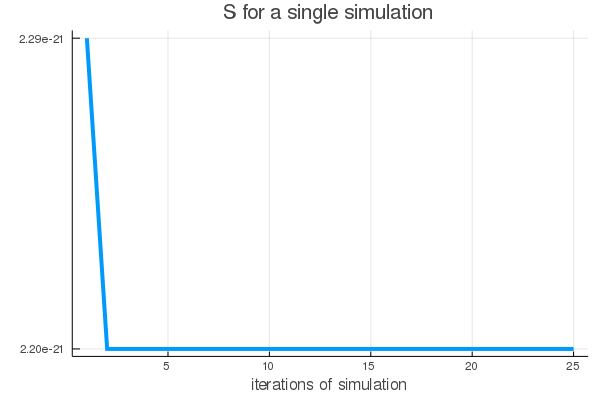 S for a single simulation
2.29e-21
2.20e-21
5 10 15 20 25
iterations of simulation